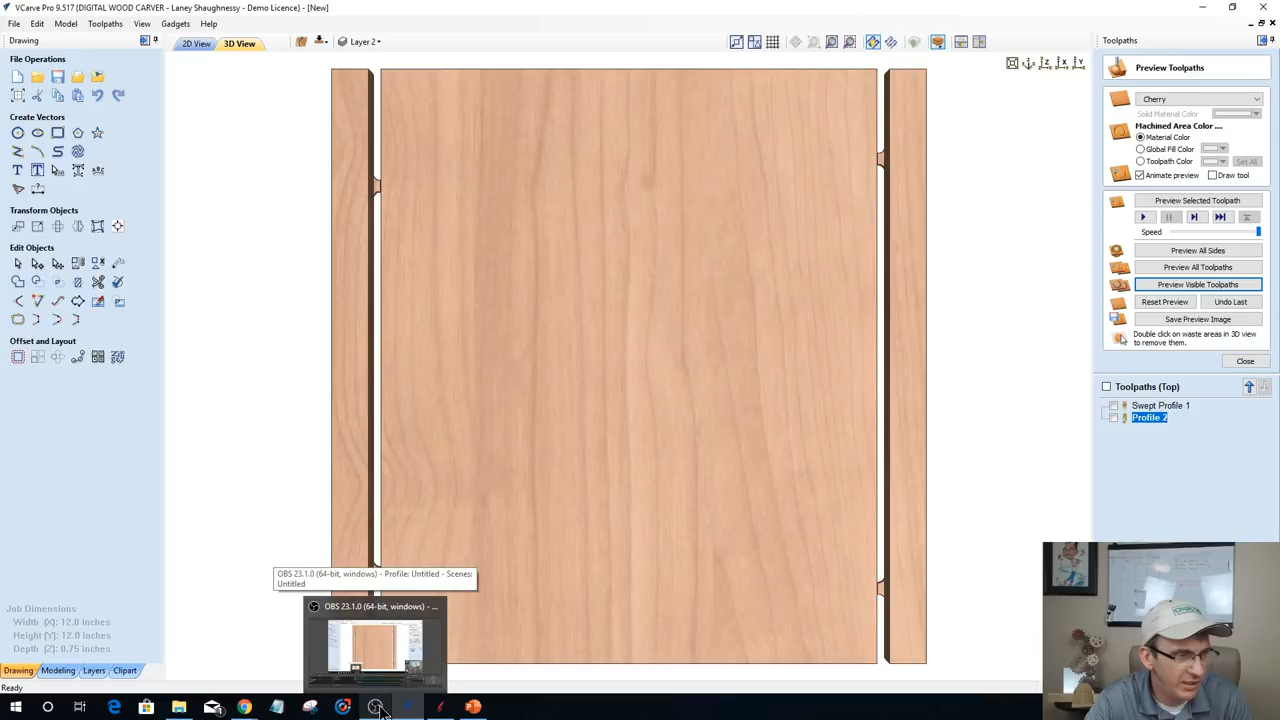 VCarve Pro 9.517 (DIGITAL WOOD CARVER) - Laney Shaughnessy - Demo Licence} - [New]
File Edit Model Toolpaths View Gadgets Help
Drawing
2D View 3D View Layer 2
Toolpaths
File Operations
Create Vectors
Transform Objects
Edit Objects
Offset and Layout
Job Dimensions
Width (X): 12.0 inches
Height (Y): 12.0 inches
Depth (Z): 0.75 inches
Drawing Modeling Layers Clipart
Ready
OBS 23.1.0 (64-bit, windows) - Profile: Untitled - Scenes:
Untitled
OBS 23.1.0 (64-bit, windows) - ...
Preview Toolpaths
Cherry
Solid Material Color
Machined Area Color ....
Material Color
Global Fill Color
Toolpath Color Set All
Animate preview Draw tool
Preview Selected Toolpath
Speed
Preview All Sides
Preview All Toolpaths
Preview Visible Toolpaths
Reset Preview Undo Last
Save Preview Image
Double click on waste areas in 3D view
to remove them.
Close
Toolpaths (Top)
Swept Profile 1
Profile 2